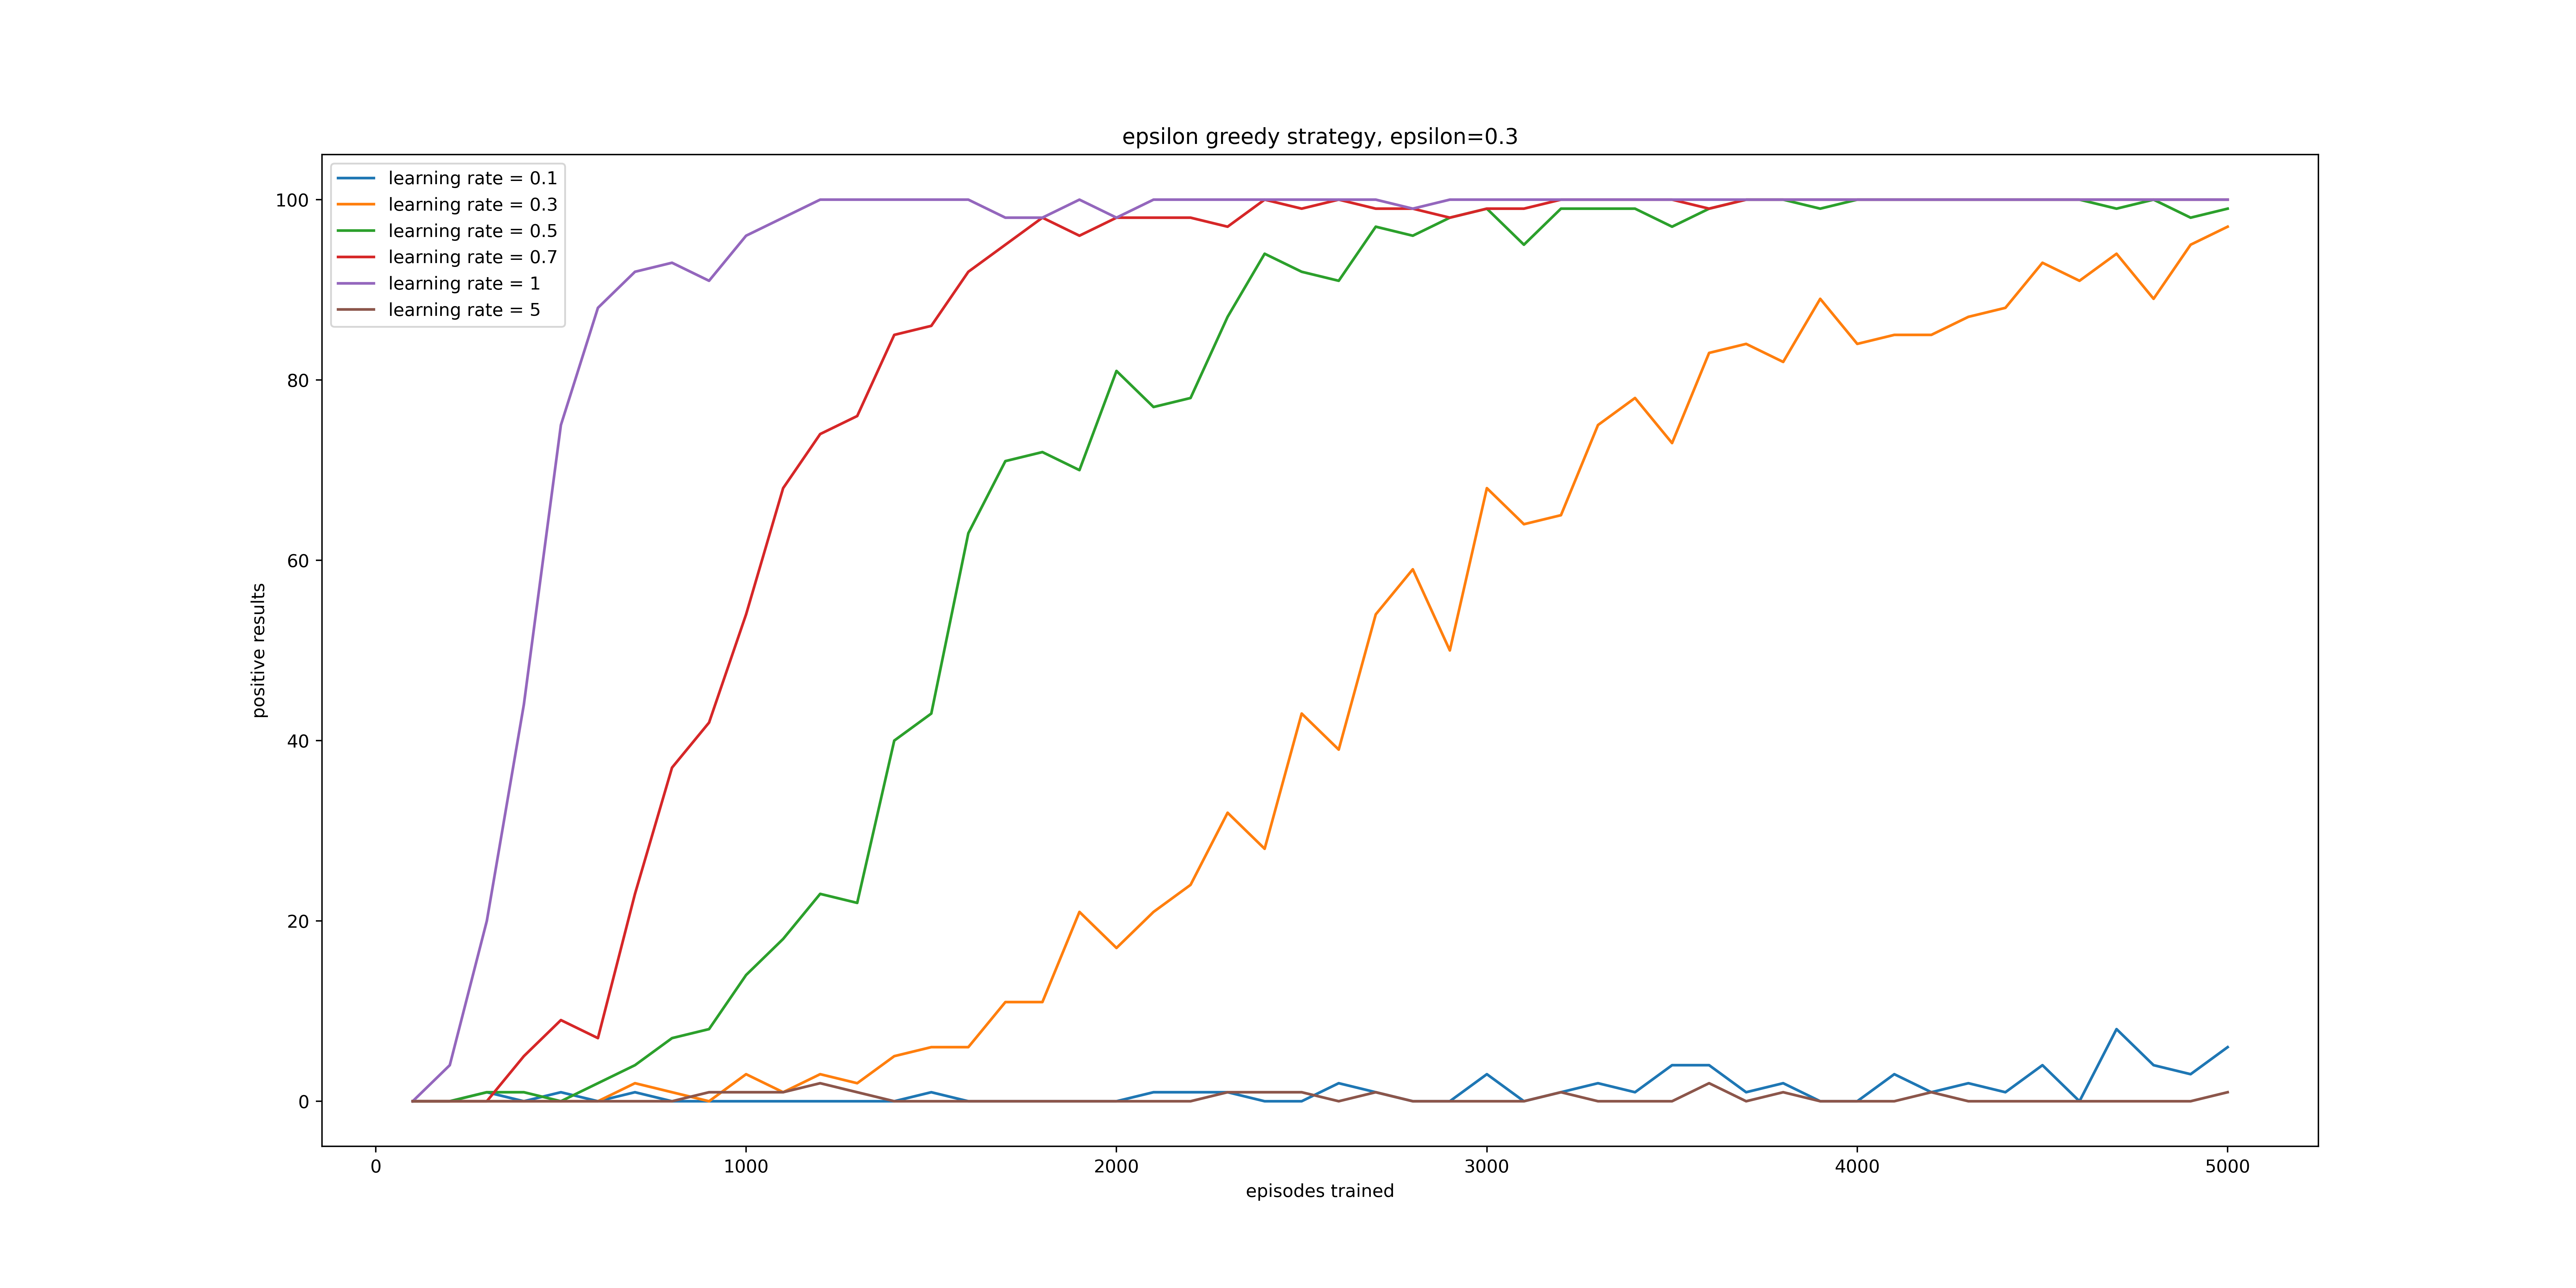 epsilon greedy strategy, epsilon=0.3
learning rate = 0.1
learning rate = 0.3
learning rate = 0.5
learning rate = 0.7
learning rate = 1
learning rate = 5
100
80
60
40
20
0
positive results
0 1000 2000 3000 4000 5000
episodes trained